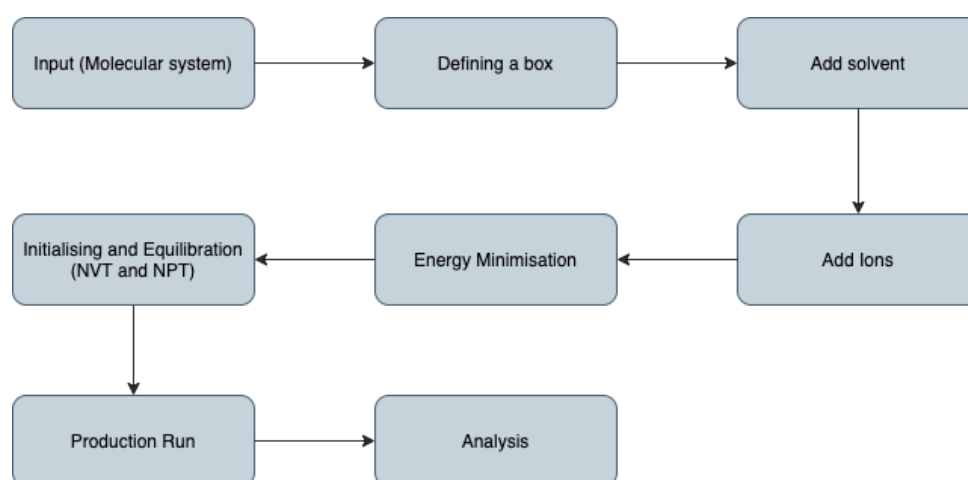 Input (Molecular system)
Defining a box
Add solvent
Add Ions
Energy Minimisation
Initialising and Equilibration
(NVT and NPT)
Production Run
Analysis